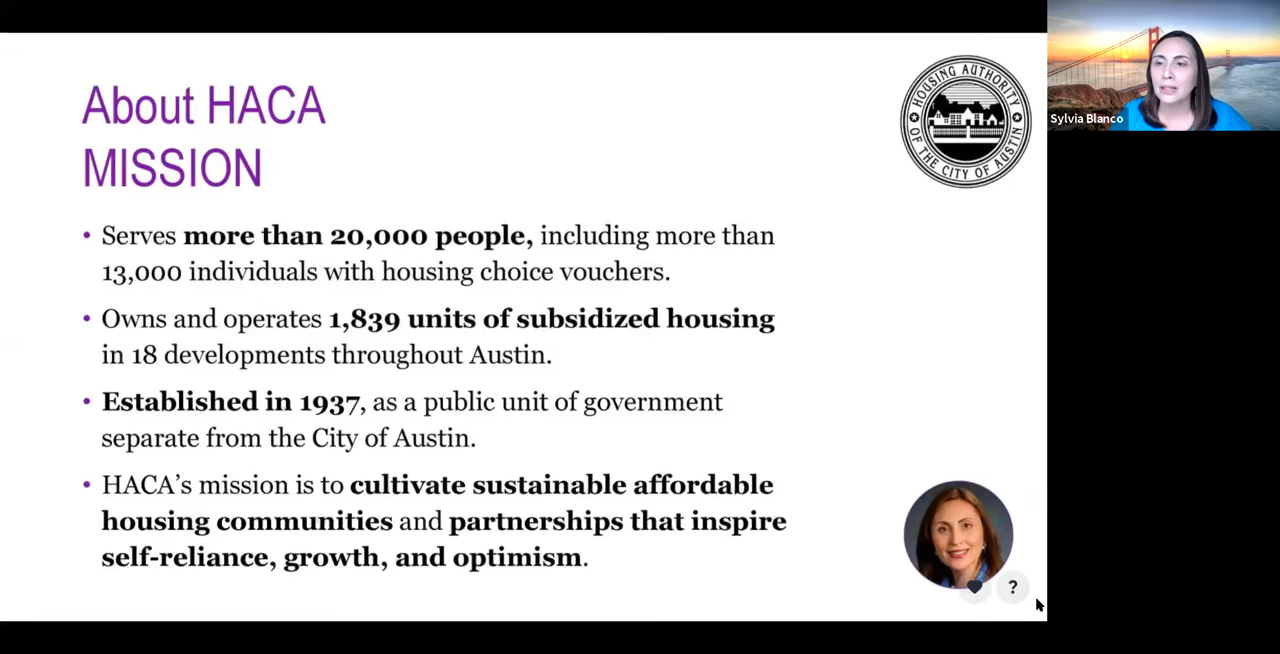 About HACA
MISSION
• Serves more than 20,000 people, including more than
13,000 individuals with housing choice vouchers.
• Owns and operates 1,839 units of subsidized housing
in 18 developments throughout Austin.
• Established in 1937, as a public unit of government
separate from the City of Austin.
• HACA’s mission is to cultivate sustainable affordable
housing communities and partnerships that inspire
self-reliance, growth, and optimism.
HOUSING AUTHORITY
OF THE CITY OF AUSTIN
Sylvia Blanco
?